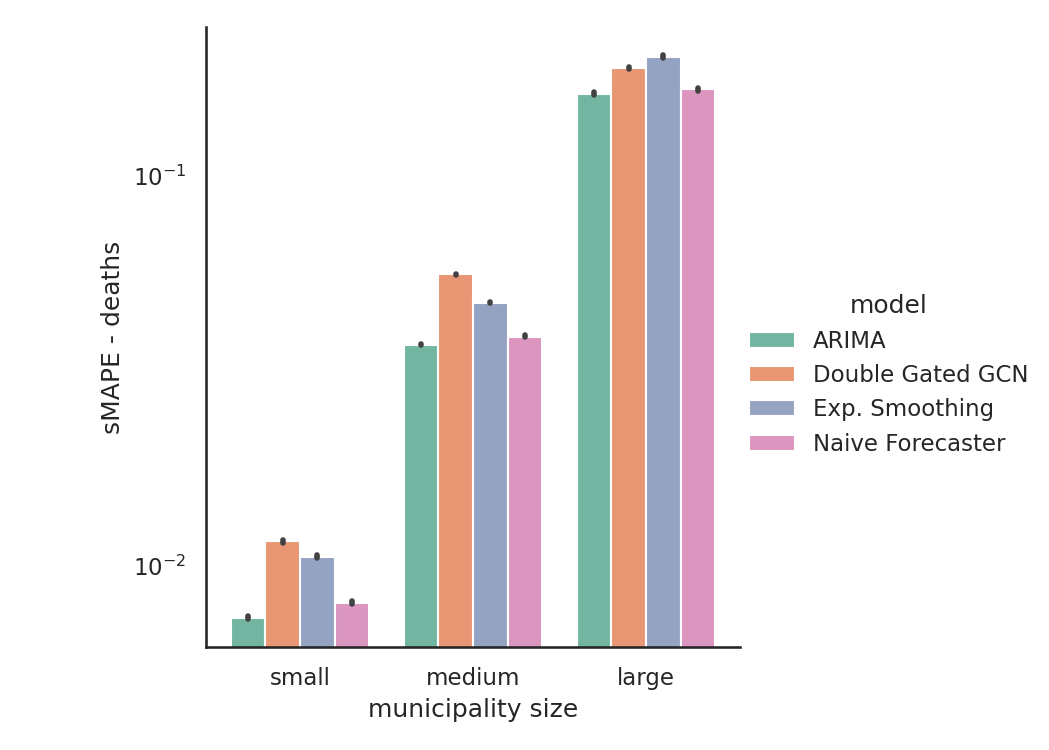 sMAPE - deaths
10⁻¹
10⁻²
small medium large
municipality size
model
ARIMA
Double Gated GCN
Exp. Smoothing
Naive Forecaster